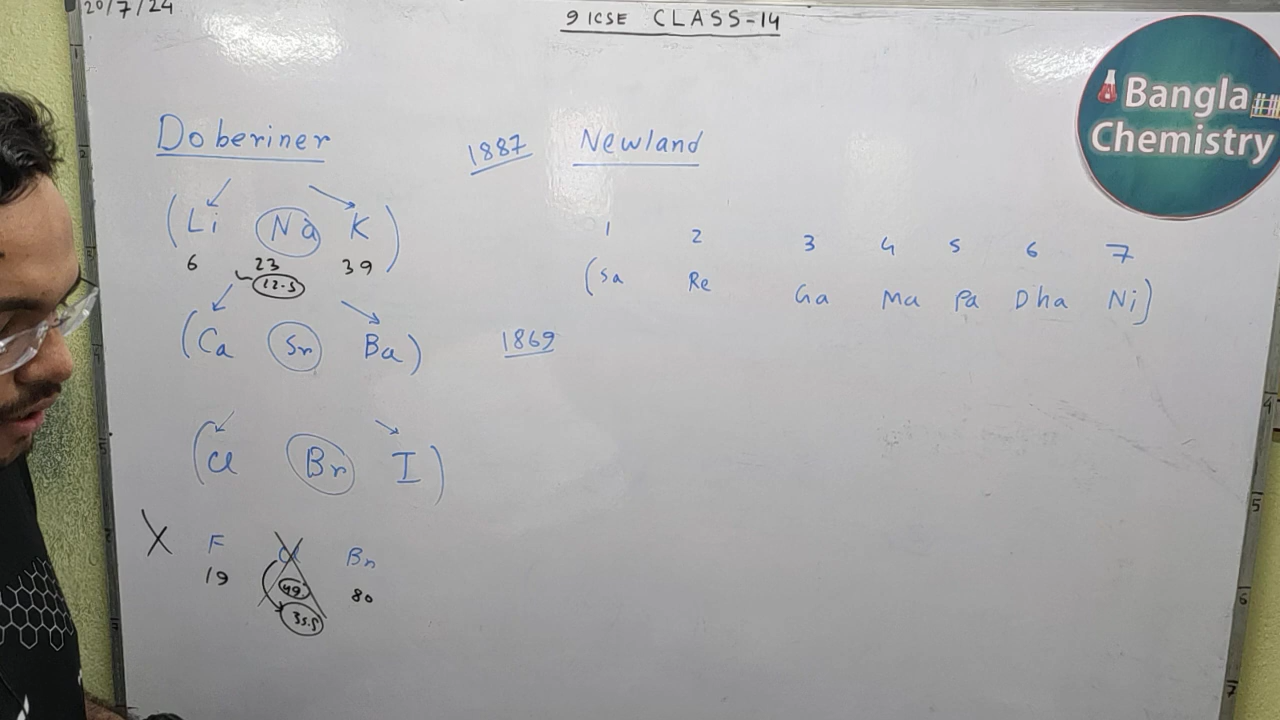 20/7/24
9 ICSE CLASS-14
Bangla
Chemistry
Doberiner
1887 Newland
(Li Na K)
6 23 39
12.5
(Ca Sr Ba)
1869
1 2 3 4 5 6 7
(Sa Re Ga Ma Pa Dha Ni)
(Cl Br I)
X F Cl Br
19 49 80
35.5